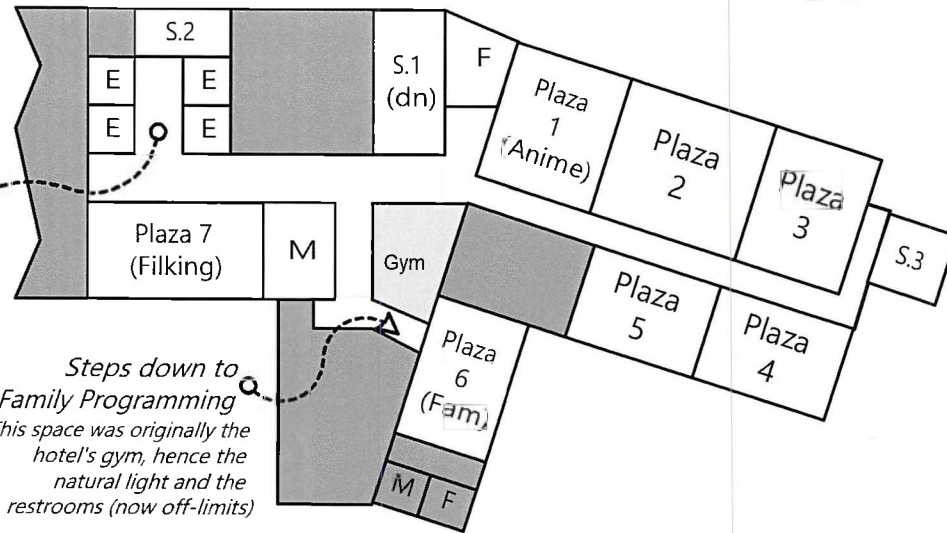 S.2
E
E
E
E
S.1
(dn)
F
Plaza
1
(Anime)
Plaza
2
Plaza
3
S.3
Plaza 7
(Filking)
M
Gym
Plaza
5
Plaza
4
Plaza
6
(Fam)
M
F
Steps down to
Family Programming
This space was originally the
hotel's gym, hence the
natural light and the
restrooms (now off-limits)